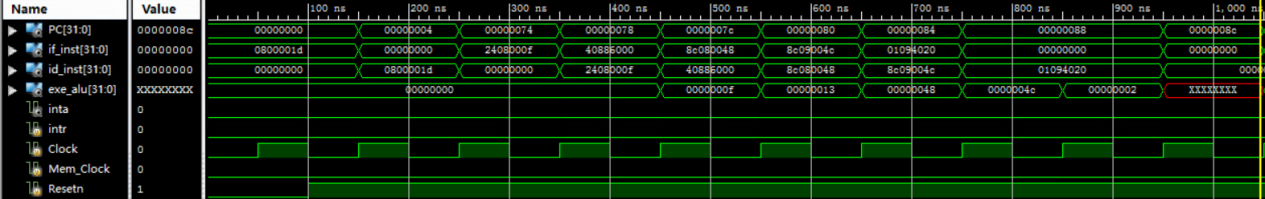 Name Value 100 ns 200 ns 300 ns 400 ns 500 ns 600 ns 700 ns 800 ns 900 ns 1,000 ns
PC[31:0] 0000008c 00000000 00000004 00000074 00000078 0000007c 00000080 00000084 00000088 0000008c
if_inst[31:0] 00000000 0800001d 00000000 2408000f 40886000 8c080048 8c09004c 01094020 00000000 00000000
id_inst[31:0] 00000000 00000000 0800001d 00000000 2408000f 40886000 8c080048 8c09004c 01094020 0000
exe_alu[31:0] XXXXXXXX 00000000 0000000f 00000013 00000048 0000004c 00000002 XXXXXXXX
inta 0
intr 0
Clock 0
Mem_Clock 0
Resetn 1